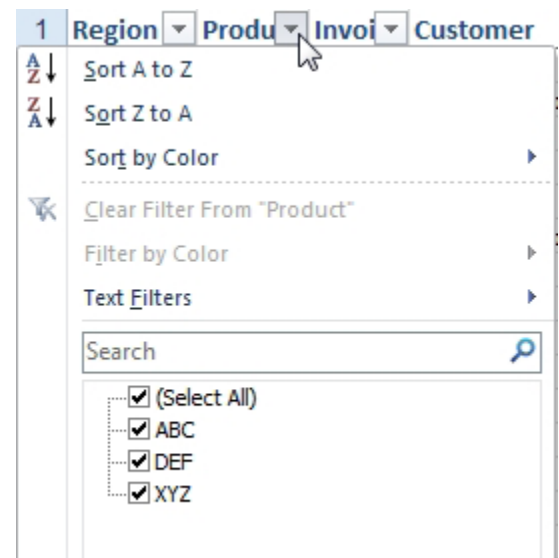 1 Region Produ Invoi Customer
A Z Sort A to Z
Z A Sort Z to A
Sort by Color
Clear Filter From "Product"
Filter by Color
Text Filters
Search
(Select All)
ABC
DEF
XYZ